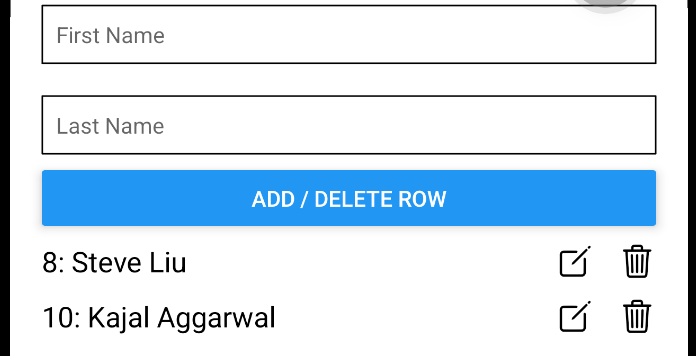 First Name
Last Name
ADD / DELETE ROW
8: Steve Liu
10: Kajal Aggarwal